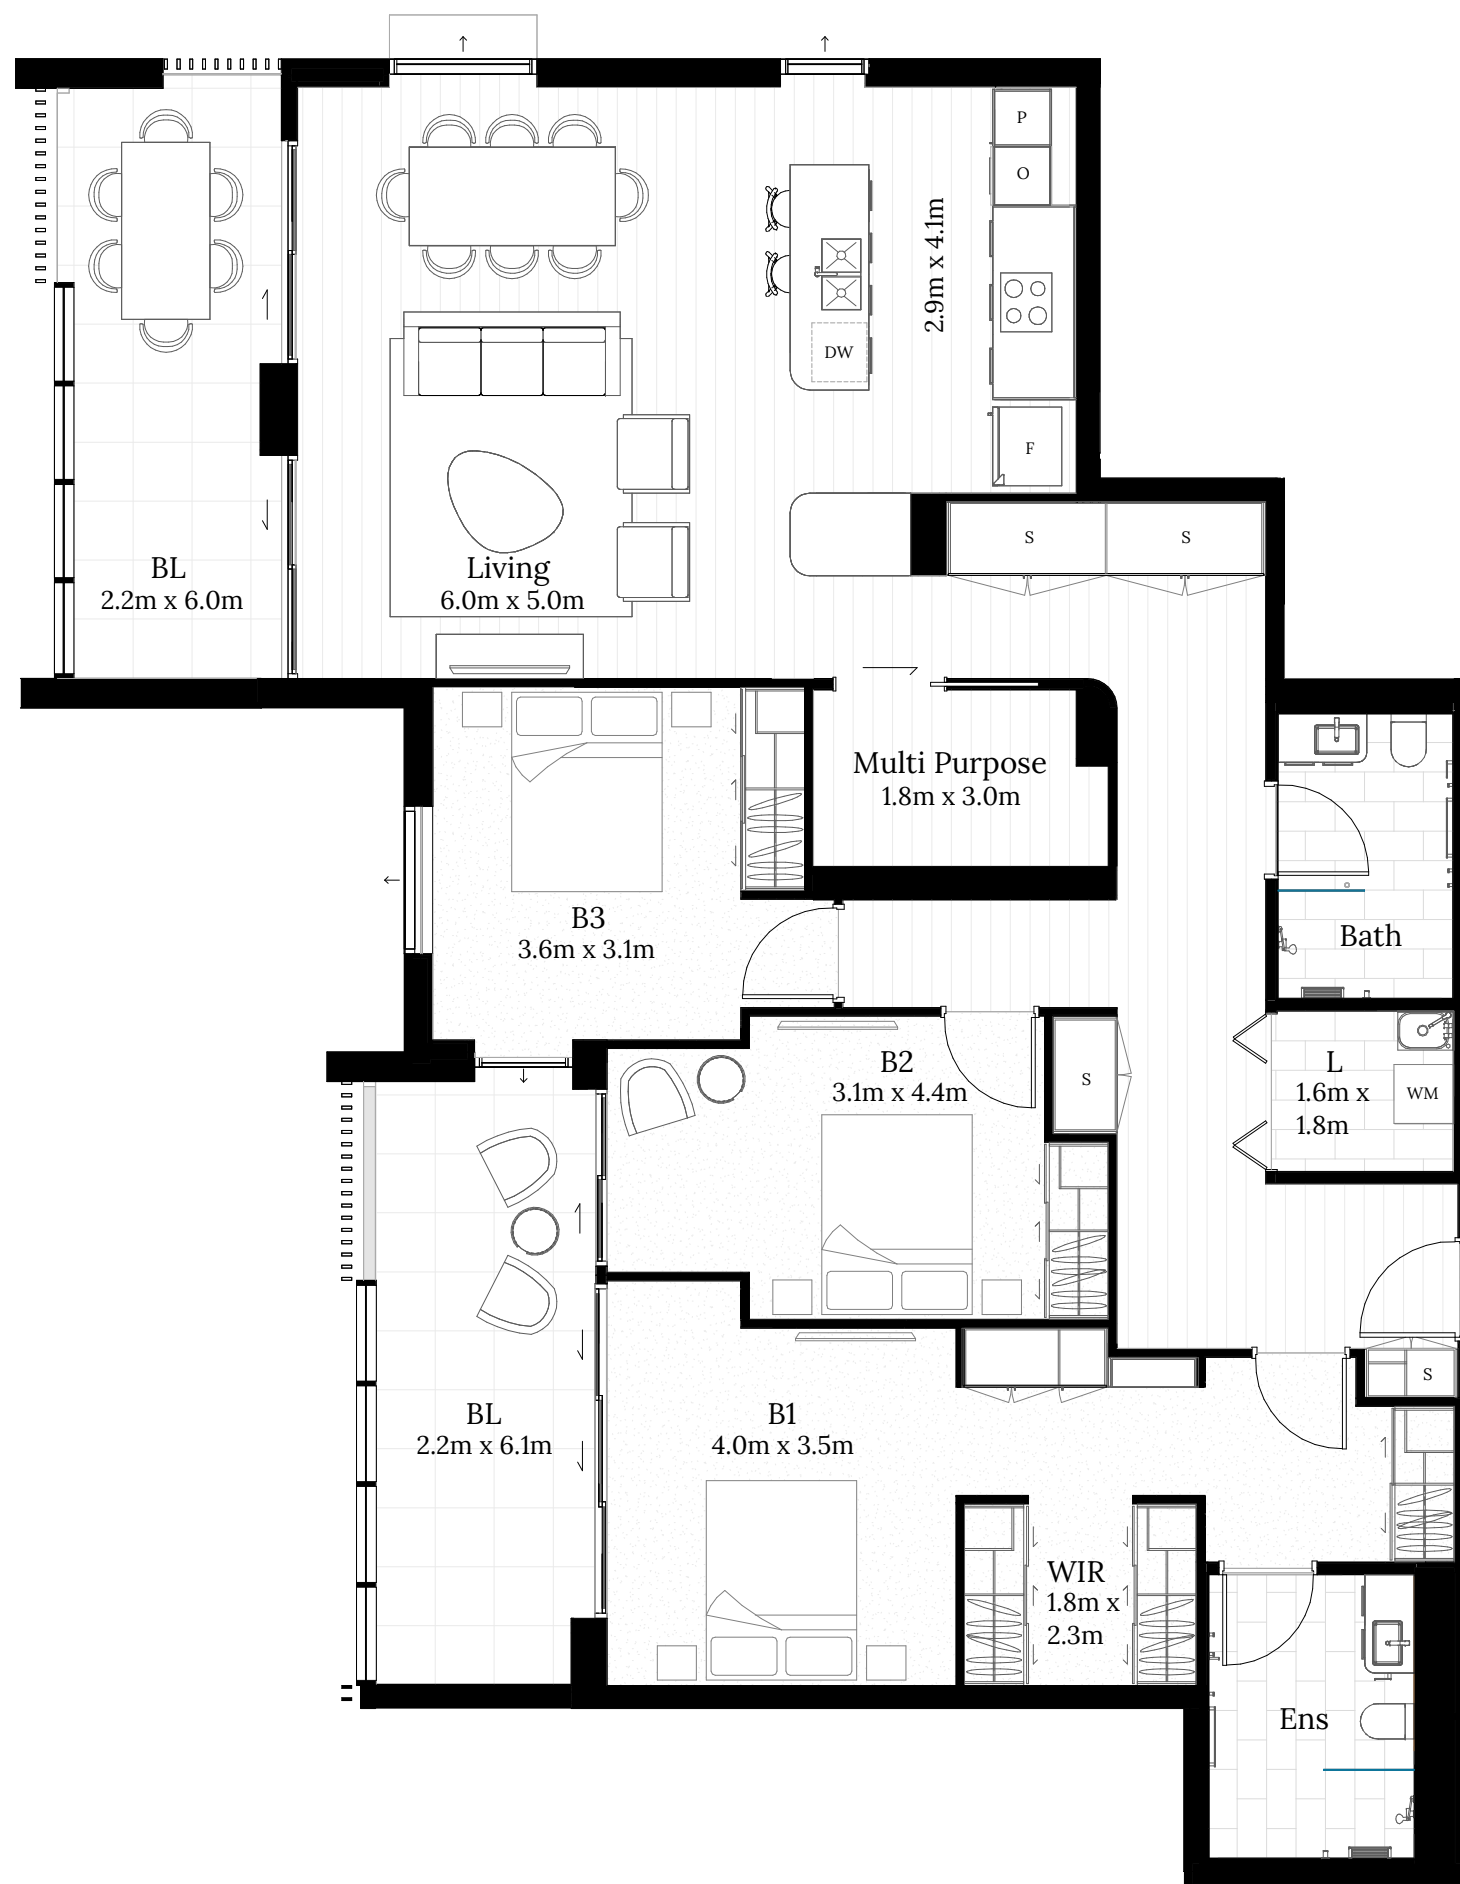 P
O
2.9m x 4.1m
DW
F
BL
2.2m x 6.0m
Living
6.0m x 5.0m
S
S
Multi Purpose
1.8m x 3.0m
B3
3.6m x 3.1m
Bath
B2
3.1m x 4.4m
S
L
1.6m x
1.8m
WM
BL
2.2m x 6.1m
B1
4.0m x 3.5m
S
WIR
1.8m x
2.3m
Ens